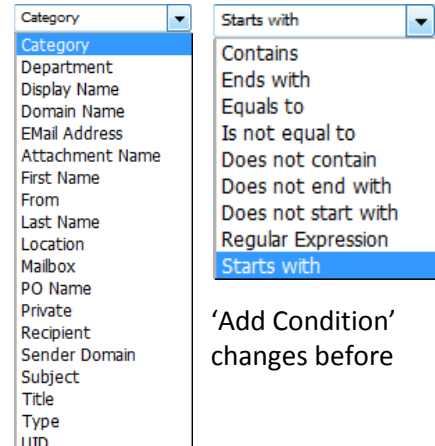 Category
Category
Department
Display Name
Domain Name
EMail Address
Attachment Name
First Name
From
Last Name
Location
Mailbox
PO Name
Private
Recipient
Sender Domain
Subject
Title
Type
UID
Starts with
Contains
Ends with
Equals to
Is not equal to
Does not contain
Does not end with
Does not start with
Regular Expression
Starts with
‘Add Condition’
changes before